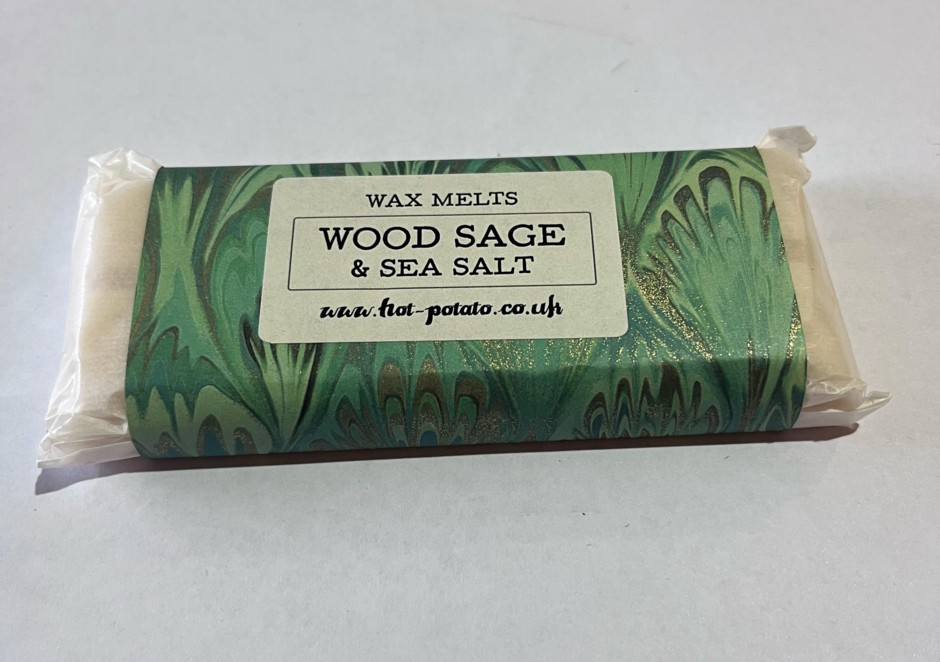 WAX MELTS
WOOD SAGE
& SEA SALT
www.hot-potato.co.uk